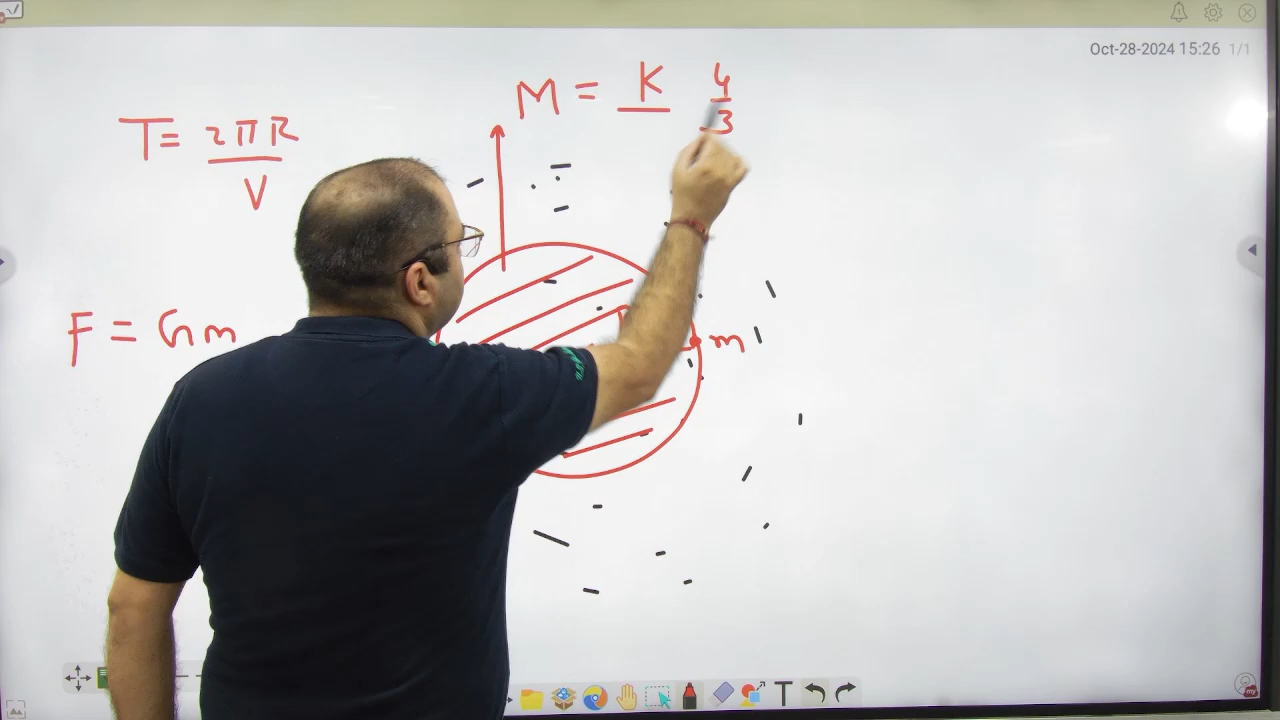 Oct-28-2024 15:26 1/1
M = K 4
3
T = 2πR
V
F = Gm
m
T